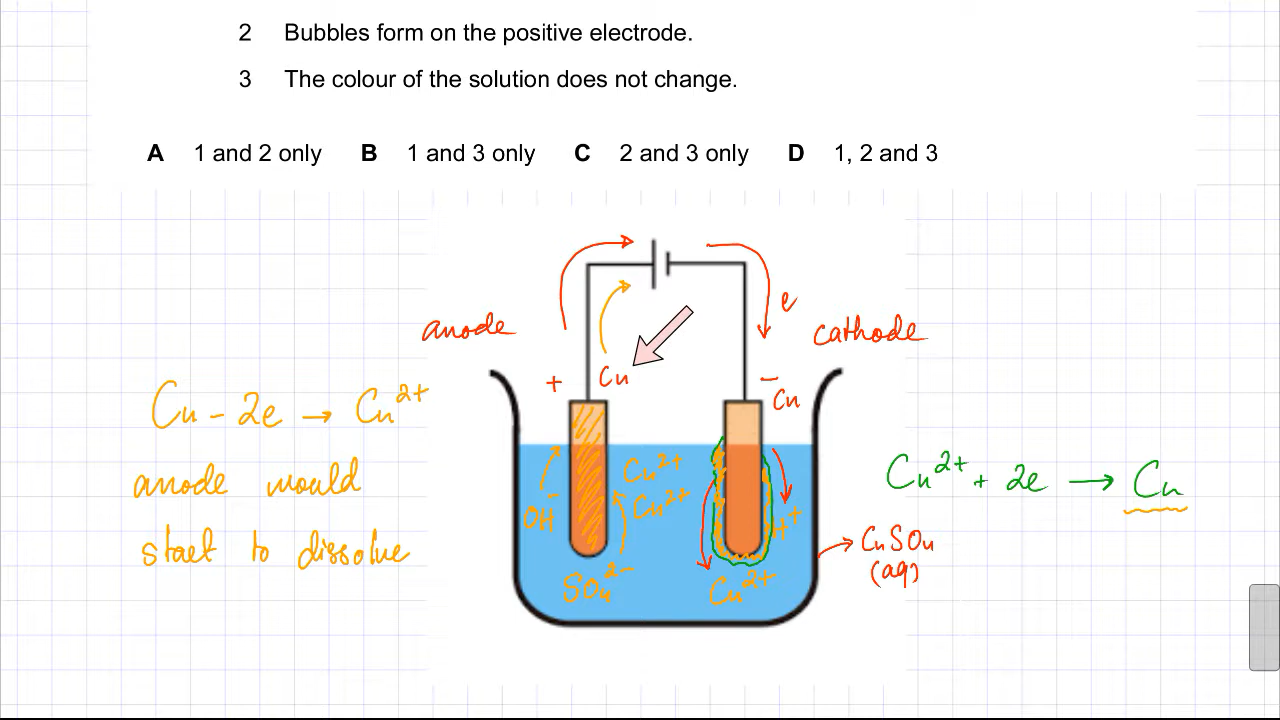 2 Bubbles form on the positive electrode.
3 The colour of the solution does not change.
A 1 and 2 only B 1 and 3 only C 2 and 3 only D 1, 2 and 3
e
anode
cathode
+ Cu
− Cu
Cu - 2e → Cu²⁺
anode would
start to dissolve
Cu²⁺
Cu²⁺
OH⁻
H⁺
SO₄²⁻
Cu²⁺
Cu²⁺ + 2e → Cu
CuSO₄
(aq)